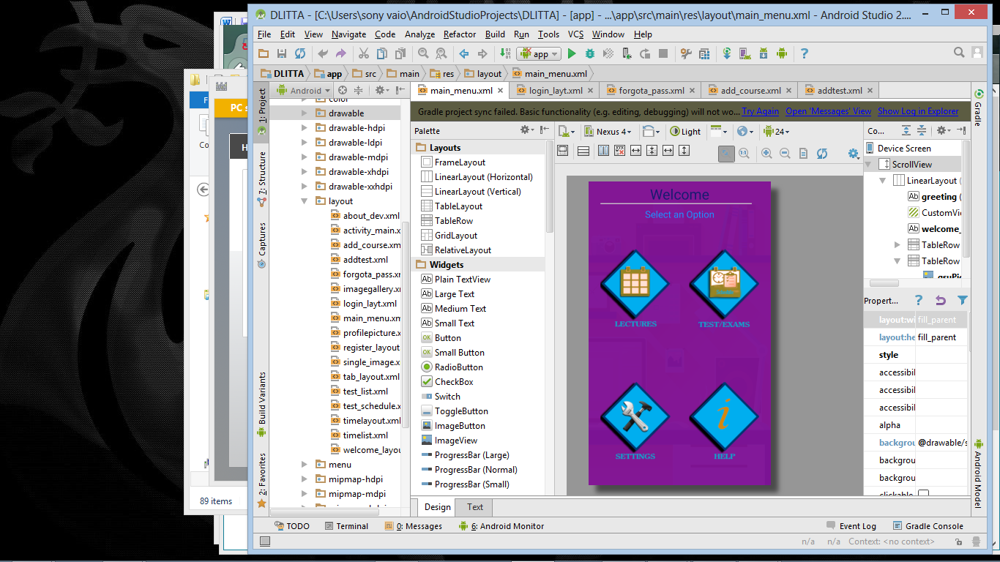 DLITTA - [C:\Users\sony vaio\AndroidStudioProjects\DLITTA] - [app] - ...\app\src\main\res\layout\main_menu.xml - Android Studio 2....
File Edit View Navigate Code Analyze Refactor Build Run Tools VCS Window Help
app
DLITTA app src main res layout main_menu.xml
Android
main_menu.xml login_layt.xml forgota_pass.xml add_course.xml addtest.xml
Gradle project sync failed. Basic functionality (e.g. editing, debugging) will not wo... Try Again Open 'Messages' View Show Log in Explorer
1: Project
7: Structure
Captures
Build Variants
2: Favorites
color
drawable
drawable-hdpi
drawable-ldpi
drawable-mdpi
drawable-xhdpi
drawable-xxhdpi
layout
about_dev.xml
activity_main.x
add_course.xm
addtest.xml
forgota_pass.xm
imagegallery.xm
login_layt.xml
main_menu.xm
profilepicture.x
register_layout
single_image.x
tab_layout.xml
test_list.xml
test_schedule.x
timelayout.xml
timelist.xml
welcome_layou
menu
mipmap-hdpi
mipmap-mdpi
Palette
Layouts
FrameLayout
LinearLayout (Horizontal)
LinearLayout (Vertical)
TableLayout
TableRow
GridLayout
RelativeLayout
Widgets
Plain TextView
Large Text
Medium Text
Small Text
Button
Small Button
RadioButton
CheckBox
Switch
ToggleButton
ImageButton
ImageView
ProgressBar (Large)
ProgressBar (Normal)
ProgressBar (Small)
Nexus 4 Light 24
Welcome
Select an Option
LECTURES TEST/EXAMS
SETTINGS HELP
Co...
Device Screen
ScrollView
LinearLayout (
greeting (
CustomVie
welcome_
TableRow
TableRow
gsuPi
Propert...
layout:wi fill_parent
layout:he fill_parent
style
accessibil
accessibil
accessibil
alpha
backgrou @drawable/s
backgrou
backgrou
clickable
Gradle
Android Model
Design Text
TODO Terminal 0: Messages 6: Android Monitor Event Log Gradle Console
n/a n/a Context: <no context>
PC s
H
F
Co
89 items